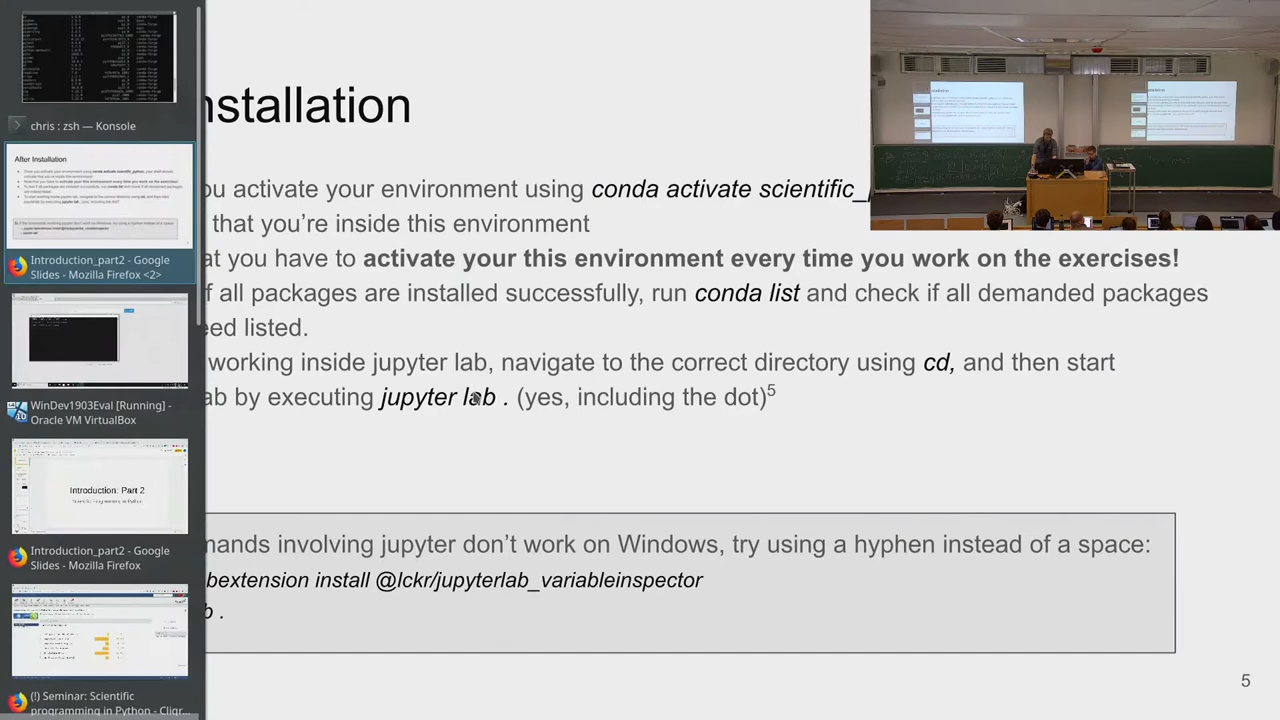 chris : zsh — Konsole
After Installation
Introduction_part2 - Google
Slides - Mozilla Firefox <2>
WinDev1903Eval [Running] -
Oracle VM VirtualBox
Introduction: Part 2
Scientific Programming in Python
Introduction_part2 - Google
Slides - Mozilla Firefox
(!) Seminar: Scientific
programming in Python - Cliqr...
nstallation
ou activate your environment using conda activate scientific_
that you're inside this environment
at you have to activate your this environment every time you work on the exercises!
f all packages are installed successfully, run conda list and check if all demanded packages
eed listed.
working inside jupyter lab, navigate to the correct directory using cd, and then start
ab by executing jupyter lab . (yes, including the dot)5
mands involving jupyter don't work on Windows, try using a hyphen instead of a space:
bextension install @lckr/jupyterlab_variableinspector
b .
5